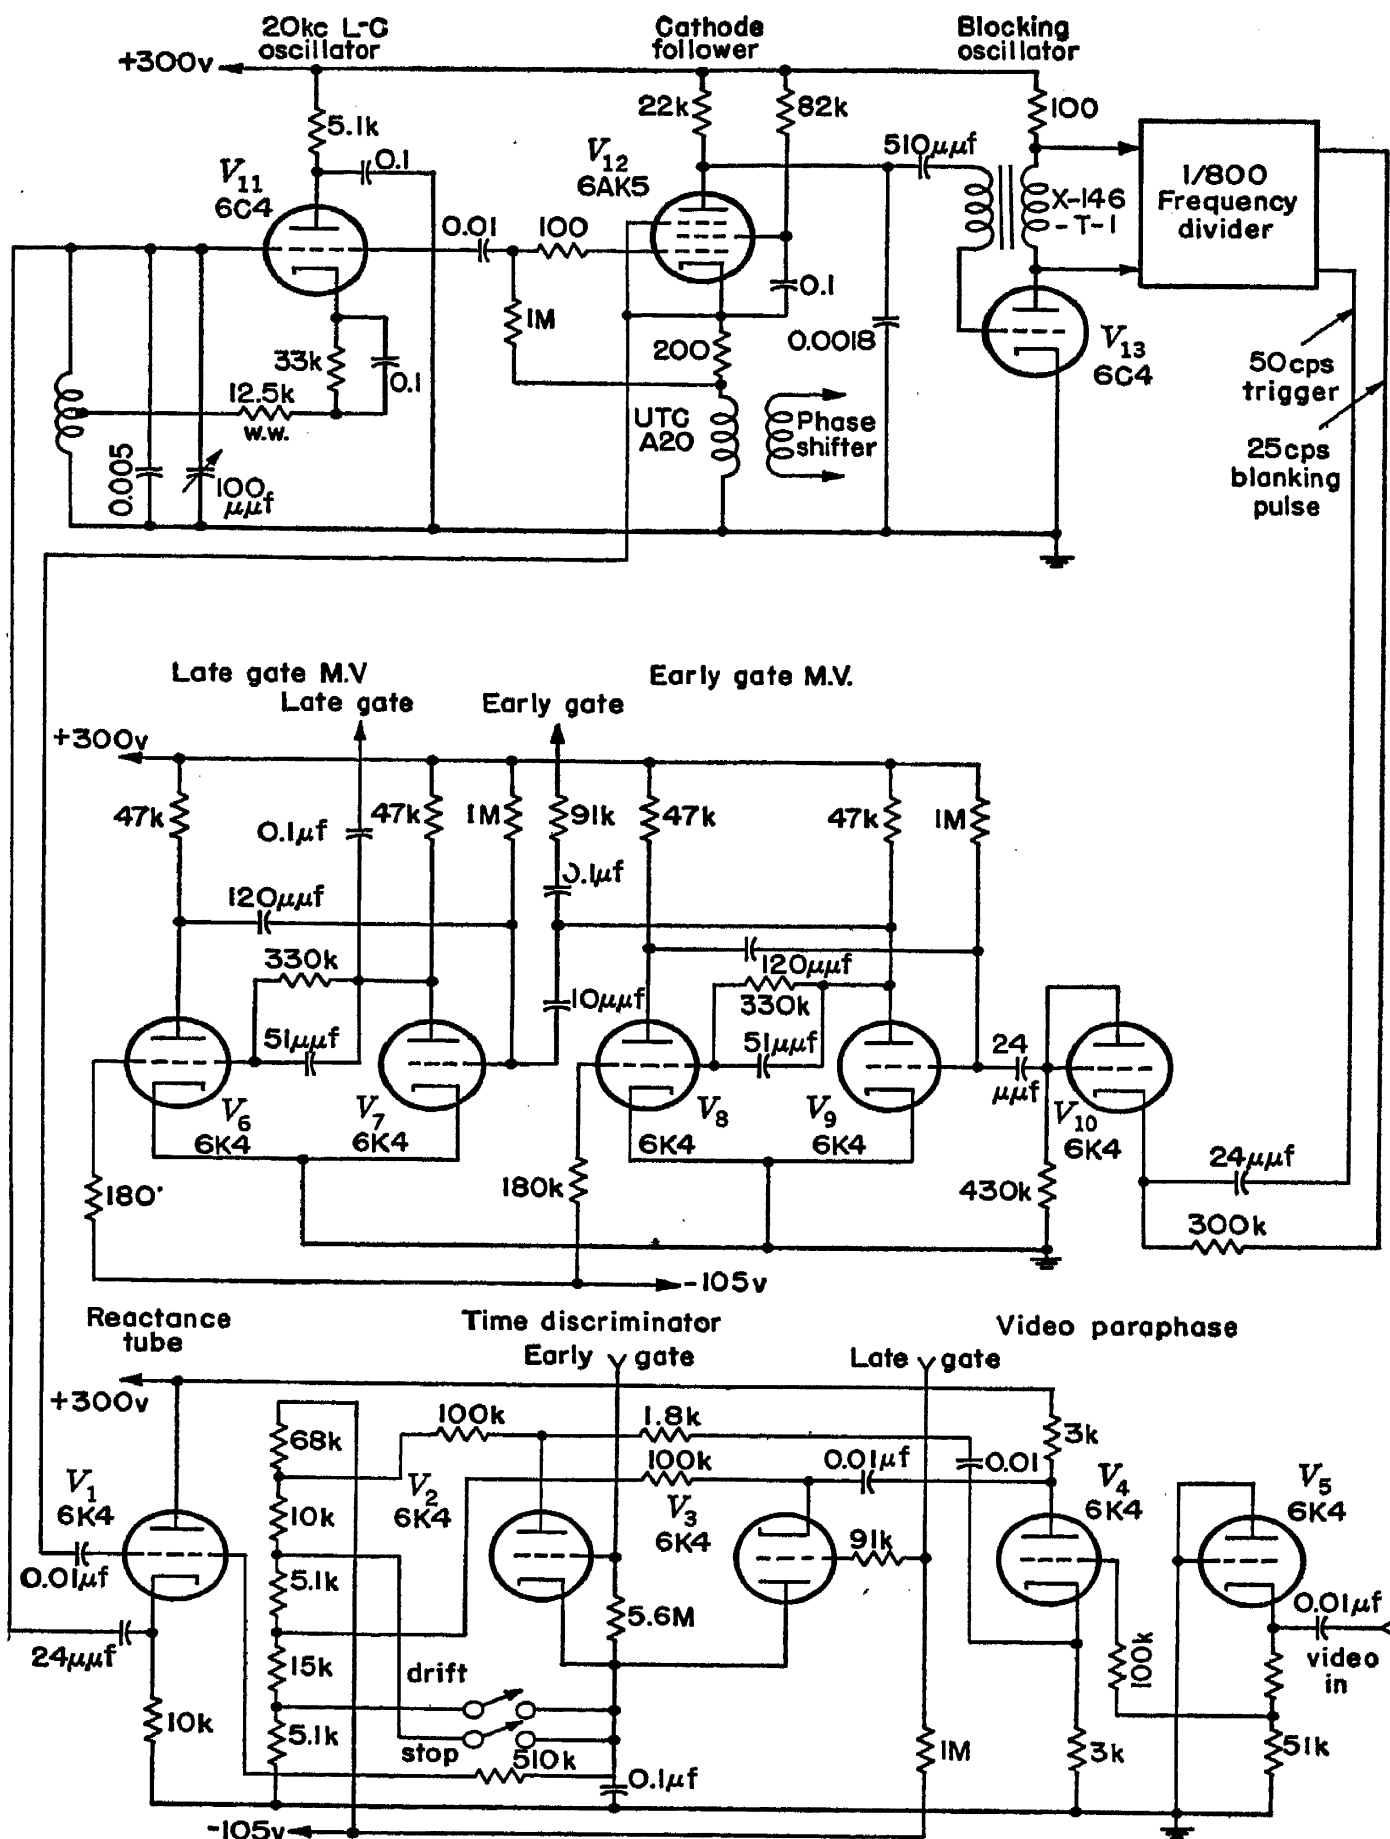 20kc L-C
oscillator
Cathode
follower
Blocking
oscillator
+300v
5.1k
0.1
22k
82k
100
V11
6C4
V12
6AK5
510μμf
X-146
-T-1
1/800
Frequency
divider
0.01
100
1M
0.1
33k
0.1
12.5k
w.w.
200
0.0018
V13
6C4
UTC
A20
Phase
shifter
50cps
trigger
25cps
blanking
pulse
0.005
100
μμf
Late gate M.V
Late gate
Early gate
Early gate M.V.
+300v
47k
0.1μf
47k
1M
91k
47k
47k
1M
0.1μf
120μμf
330k
120μμf
330k
10μμf
51μμf
51μμf
24
μμf
V6
6K4
V7
6K4
V8
6K4
V9
6K4
V10
6K4
24μμf
180
180k
430k
300k
-105v
Reactance
tube
Time discriminator
Early gate
Late gate
Video paraphase
+300v
68k
100k
1.8k
100k
0.01μf
0.01
3k
V1
6K4
10k
V2
6K4
V3
6K4
91k
V4
6K4
V5
6K4
0.01μf
5.1k
5.6M
0.01μf
video
in
24μμf
15k
drift
100k
10k
5.1k
stop
510k
0.1μf
1M
3k
51k
-105v